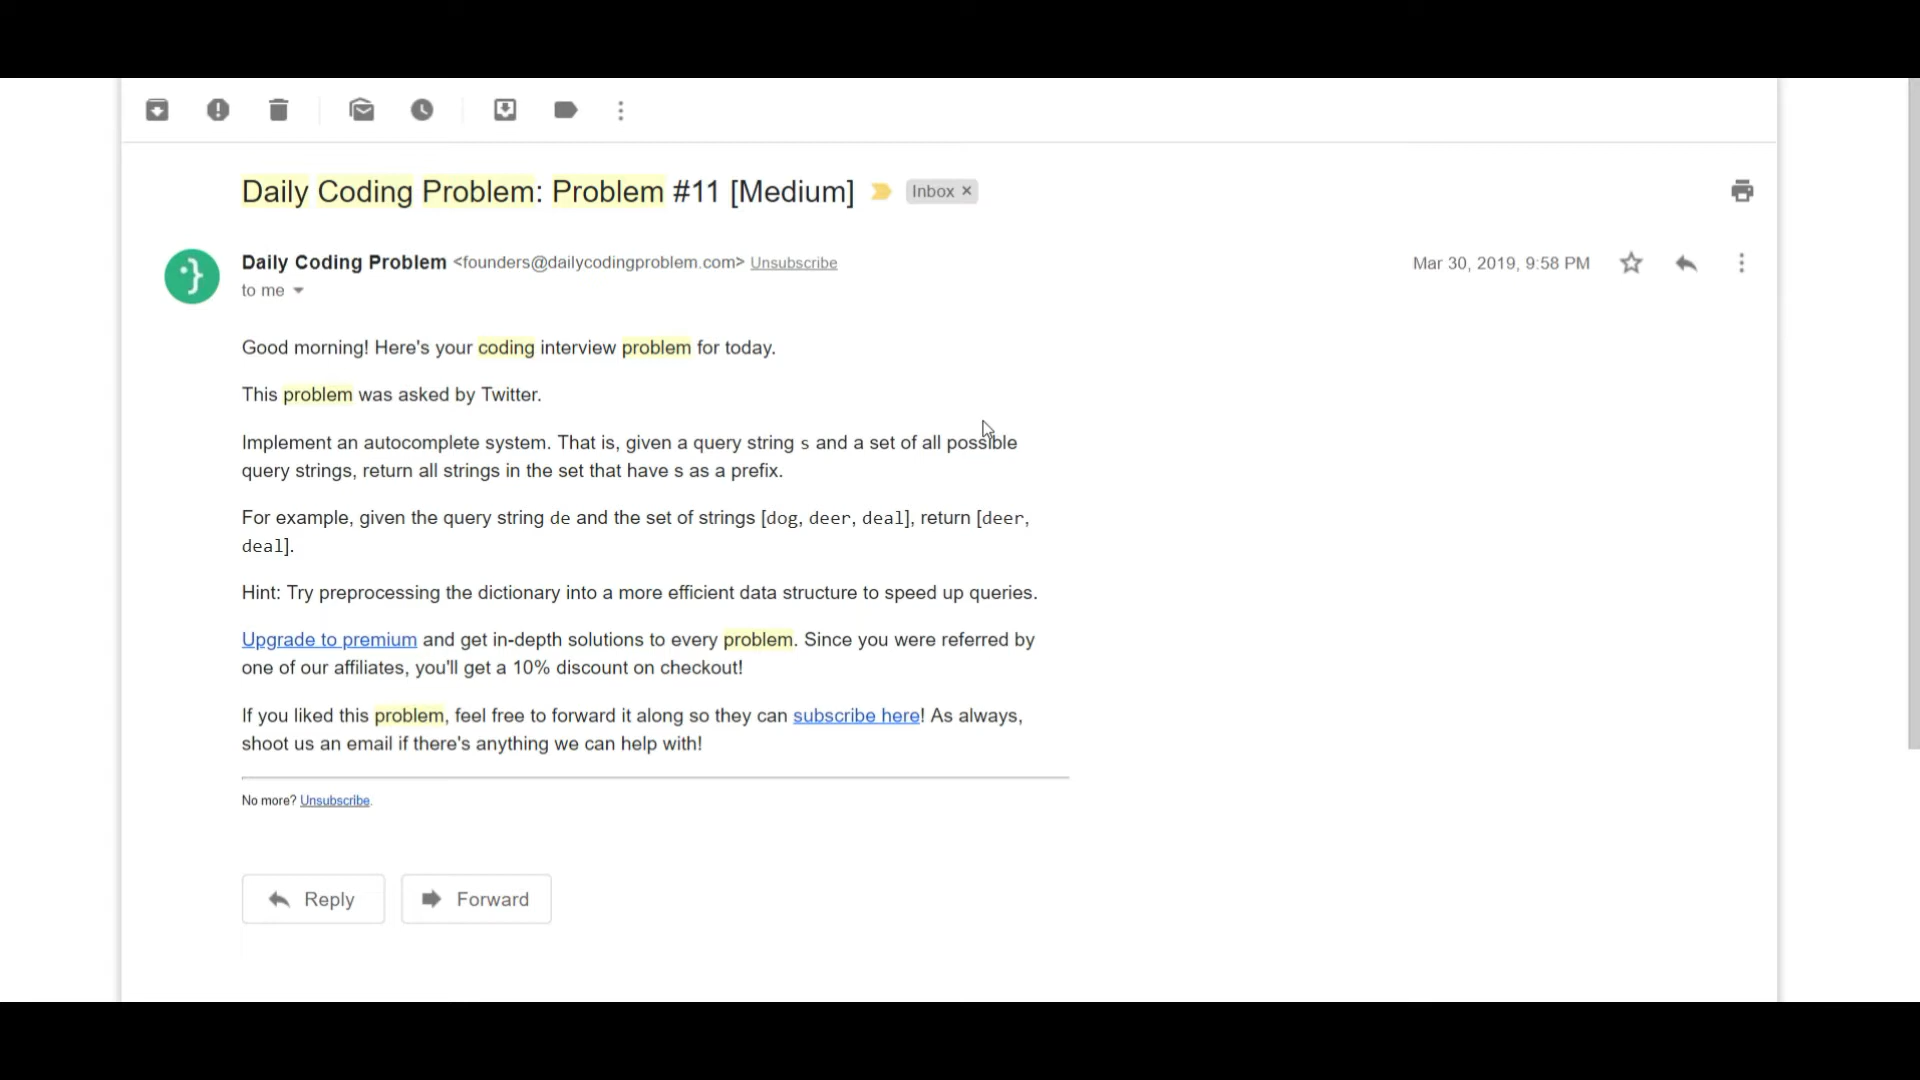 Daily Coding Problem: Problem #11 [Medium] Inbox ×
Daily Coding Problem <founders@dailycodingproblem.com> Unsubscribe Mar 30, 2019, 9:58 PM
to me
Good morning! Here's your coding interview problem for today.
This problem was asked by Twitter.
Implement an autocomplete system. That is, given a query string s and a set of all possible
query strings, return all strings in the set that have s as a prefix.
For example, given the query string de and the set of strings [dog, deer, deal], return [deer,
deal].
Hint: Try preprocessing the dictionary into a more efficient data structure to speed up queries.
Upgrade to premium and get in-depth solutions to every problem. Since you were referred by
one of our affiliates, you'll get a 10% discount on checkout!
If you liked this problem, feel free to forward it along so they can subscribe here! As always,
shoot us an email if there's anything we can help with!
No more? Unsubscribe.
Reply Forward